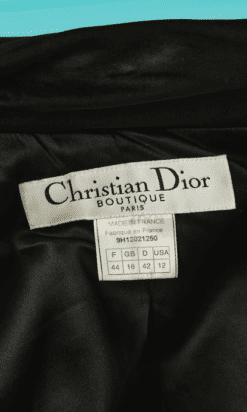 Christian Dior
BOUTIQUE
PARIS
MADE IN FRANCE
Fabriqué en France
9H12021250
F GB D USA
44 16 42 12